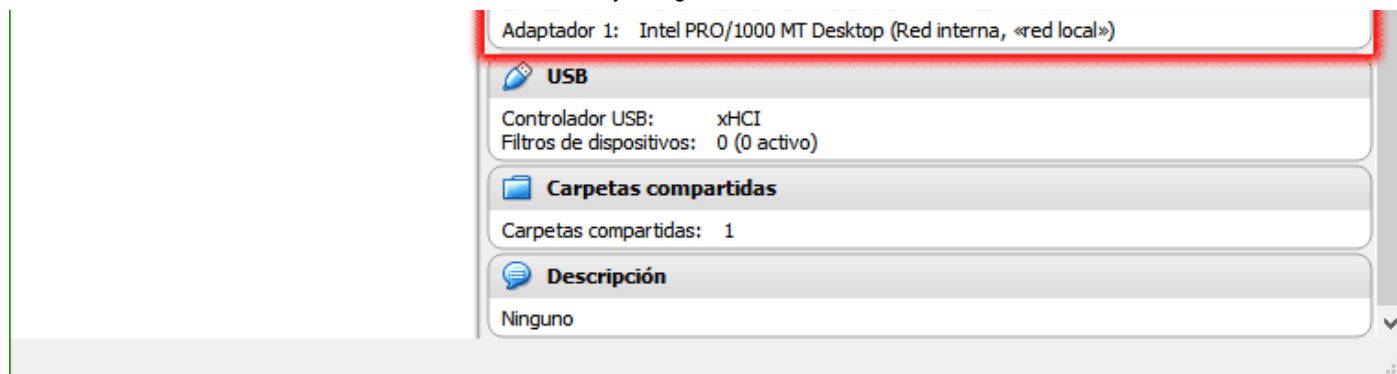 Adaptador 1: Intel PRO/1000 MT Desktop (Red interna, «red local»)
USB
Controlador USB: xHCI
Filtros de dispositivos: 0 (0 activo)
Carpetas compartidas
Carpetas compartidas: 1
Descripción
Ninguno